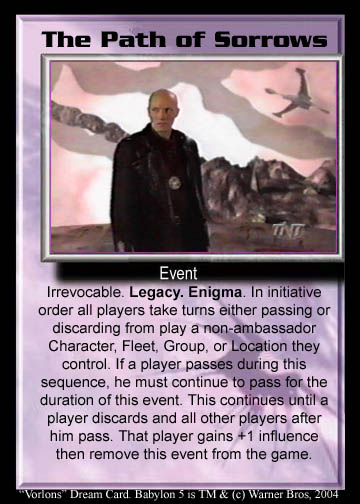 The Path of Sorrows
TNT
Event
Irrevocable. Legacy. Enigma. In initiative
order all players take turns either passing or
discarding from play a non-ambassador
Character, Fleet, Group, or Location they
control. If a player passes during this
sequence, he must continue to pass for the
duration of this event. This continues until a
player discards and all other players after
him pass. That player gains +1 influence
then remove this event from the game.
"Vorlons" Dream Card. Babylon 5 is TM & (c) Warner Bros, 2004